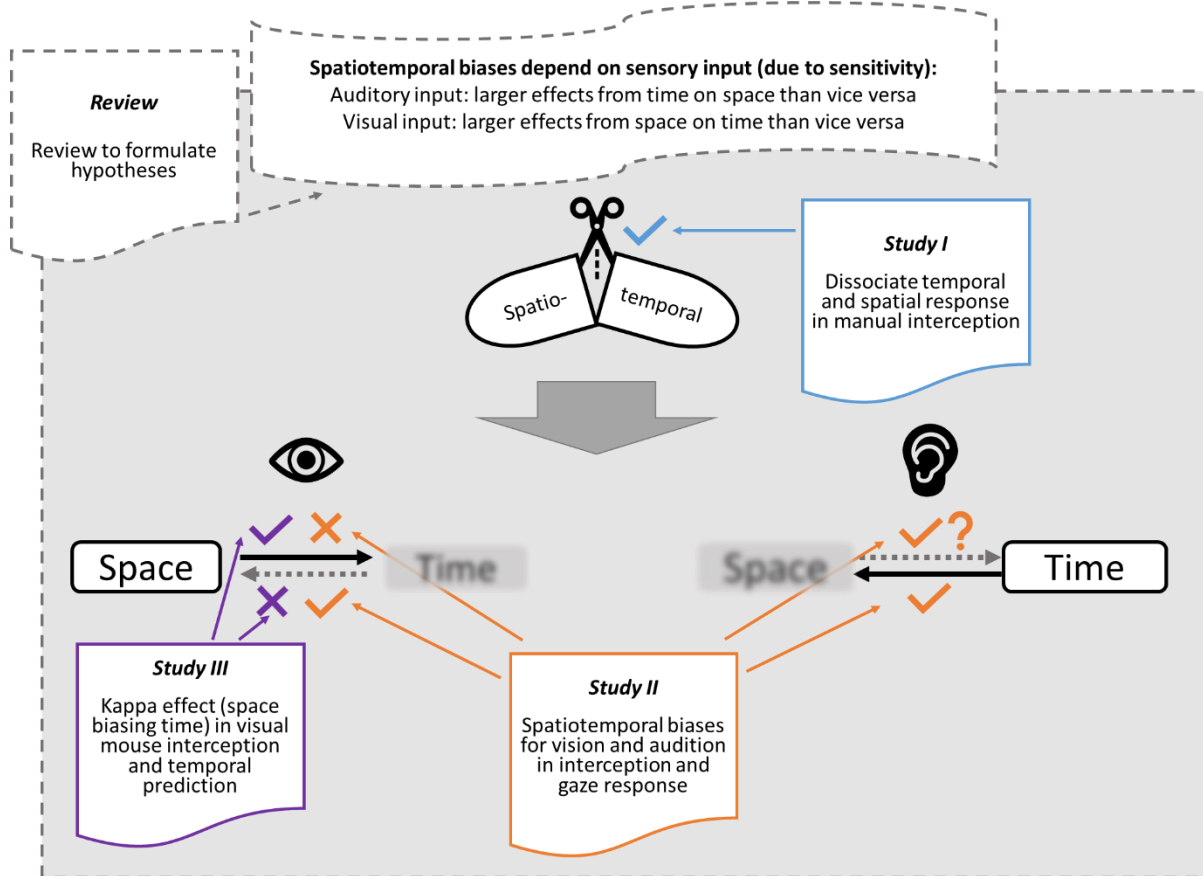 Spatiotemporal biases depend on sensory input (due to sensitivity):
Auditory input: larger effects from time on space than vice versa
Visual input: larger effects from space on time than vice versa
Review
Review to formulate
hypotheses
Study I
Dissociate temporal
and spatial response
in manual interception
Spatio-
temporal
?
Space
Time
Space
Time
Study III
Kappa effect (space
biasing time) in visual
mouse interception
and temporal
prediction
Study II
Spatiotemporal biases
for vision and audition
in interception and
gaze response